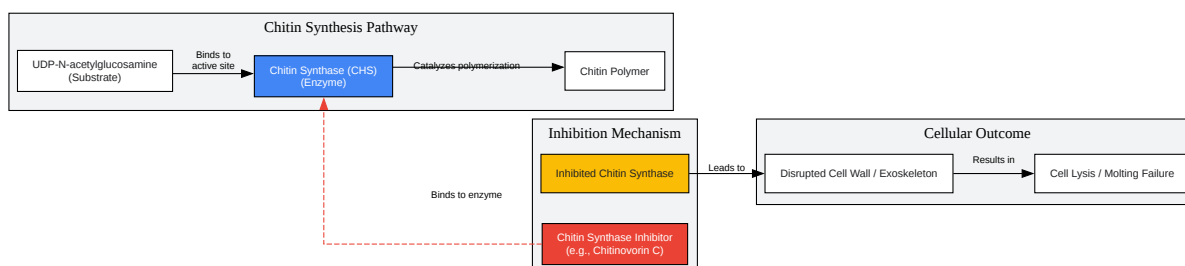 Chitin Synthesis Pathway
UDP-N-acetylglucosamine
(Substrate)
Binds to
active site
Chitin Synthase (CHS)
(Enzyme)
Catalyzes polymerization
Chitin Polymer
Inhibition Mechanism
Inhibited Chitin Synthase
Leads to
Cellular Outcome
Disrupted Cell Wall / Exoskeleton
Results in
Cell Lysis / Molting Failure
Binds to enzyme
Chitin Synthase Inhibitor
(e.g., Chitinovorin C)